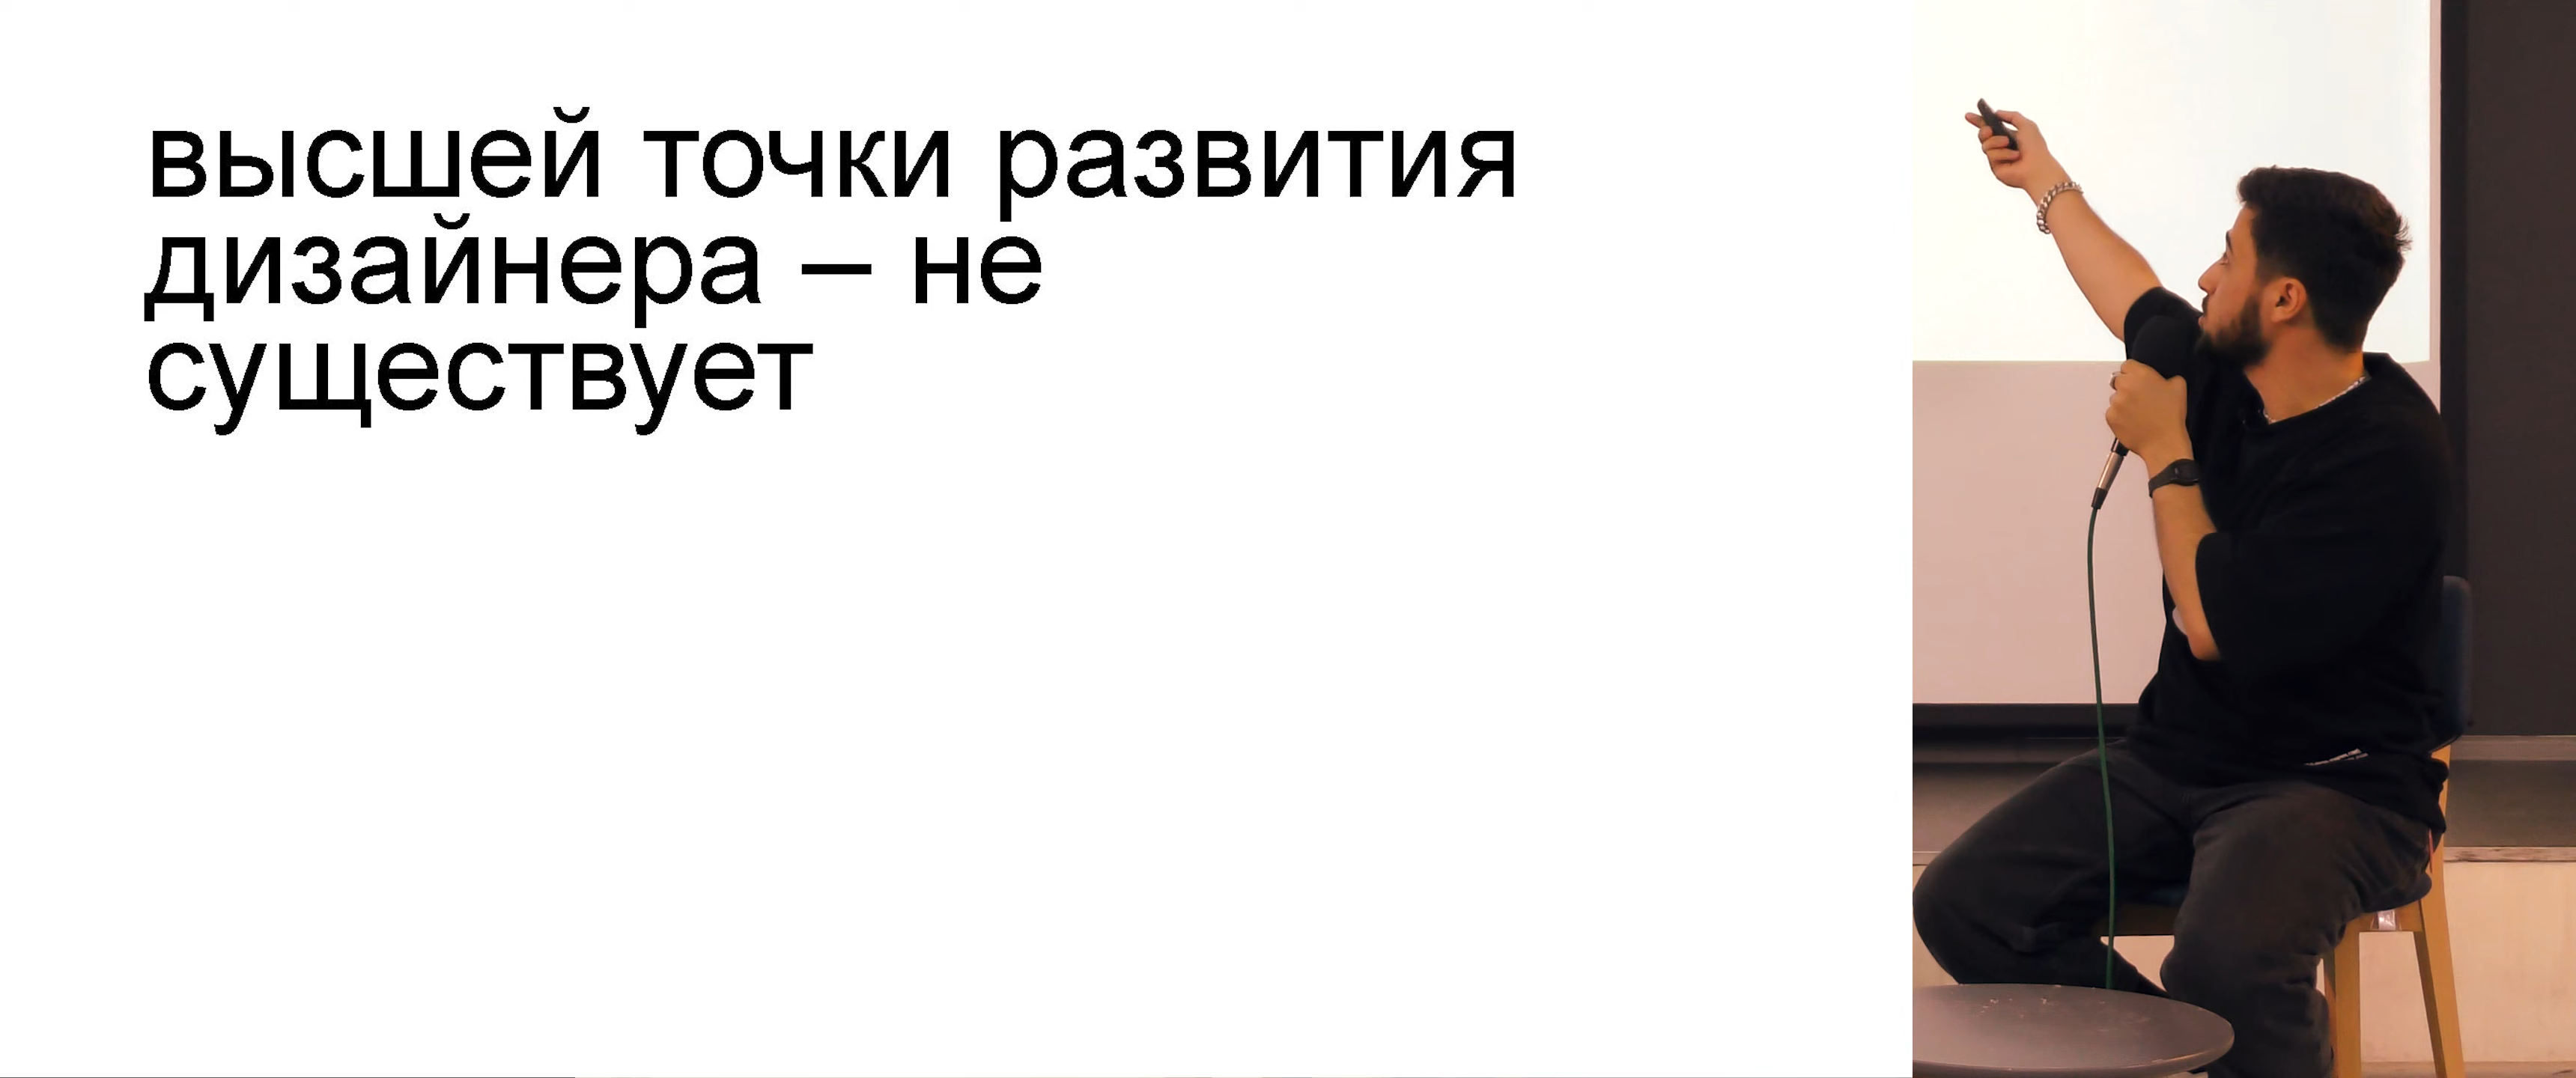 высшей точки развития
дизайнера – не
существует